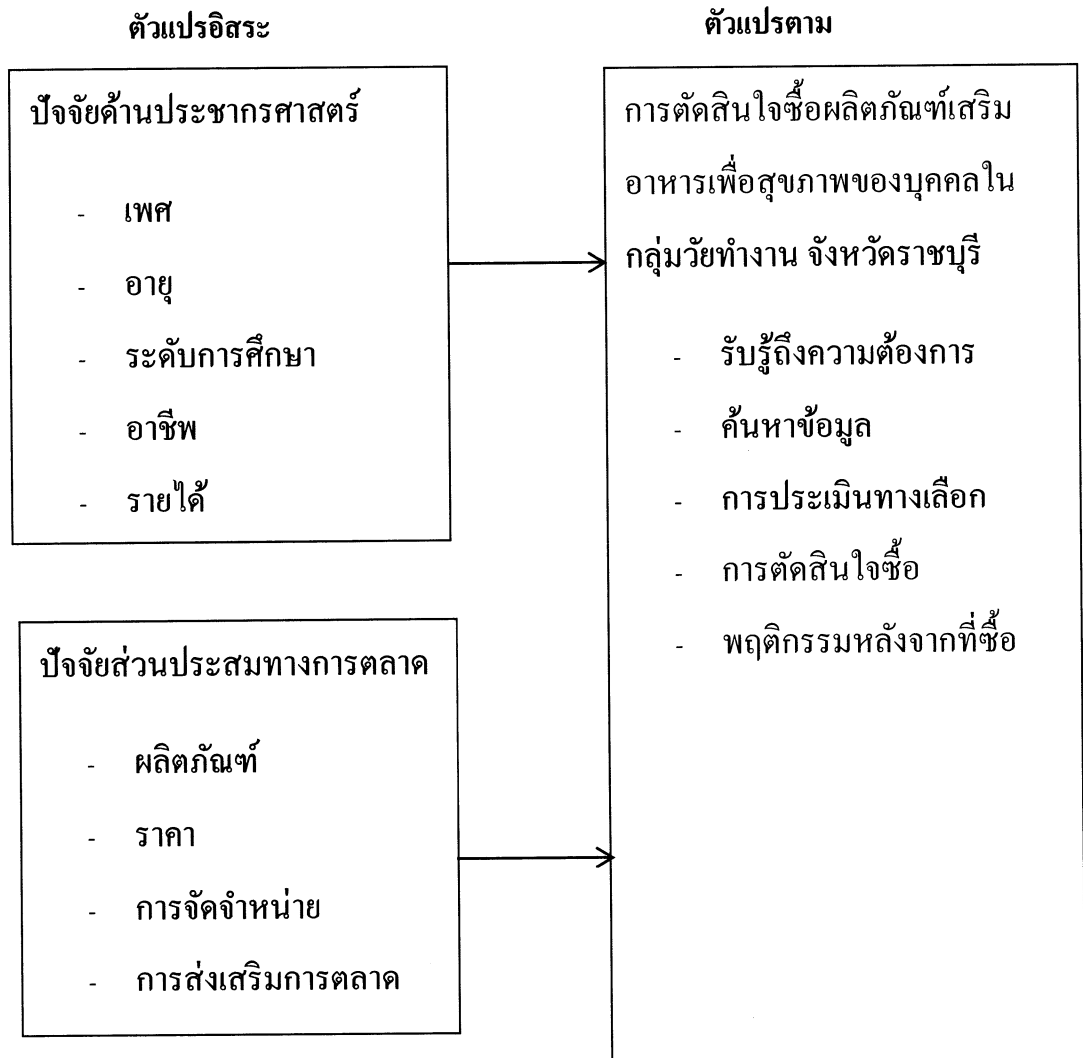 ตัวแปรอิสระ
ตัวแปรตาม
ปัจจัยด้านประชากรศาสตร์
- เพศ
- อายุ
- ระดับการศึกษา
- อาชีพ
- รายได้
ปัจจัยส่วนประสมทางการตลาด
- ผลิตภัณฑ์
- ราคา
- การจัดจำหน่าย
- การส่งเสริมการตลาด
การตัดสินใจซื้อผลิตภัณฑ์เสริม
อาหารเพื่อสุขภาพของบุคคลใน
กลุ่มวัยทำงาน จังหวัดราชบุรี
- รับรู้ถึงความต้องการ
- ค้นหาข้อมูล
- การประเมินทางเลือก
- การตัดสินใจซื้อ
- พฤติกรรมหลังจากที่ซื้อ